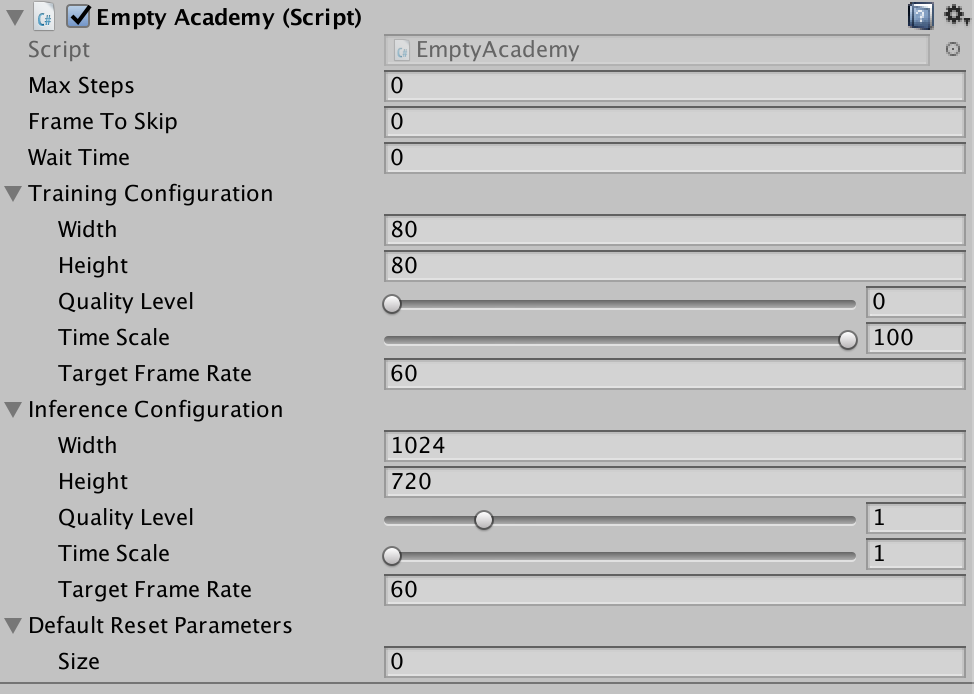 C# Empty Academy (Script)
Script C# EmptyAcademy
Max Steps 0
Frame To Skip 0
Wait Time 0
Training Configuration
Width 80
Height 80
Quality Level 0
Time Scale 100
Target Frame Rate 60
Inference Configuration
Width 1024
Height 720
Quality Level 1
Time Scale 1
Target Frame Rate 60
Default Reset Parameters
Size 0